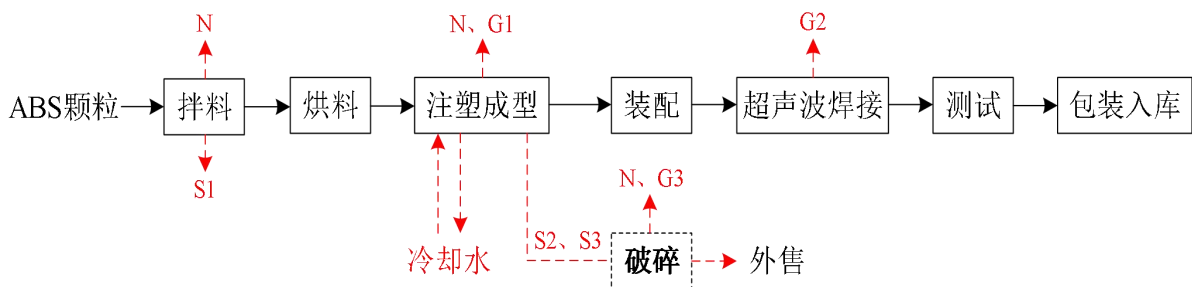 N
N、G1
G2
ABS颗粒
拌料
烘料
注塑成型
装配
超声波焊接
测试
包装入库
S1
N、G3
冷却水
S2、S3
破碎
外售